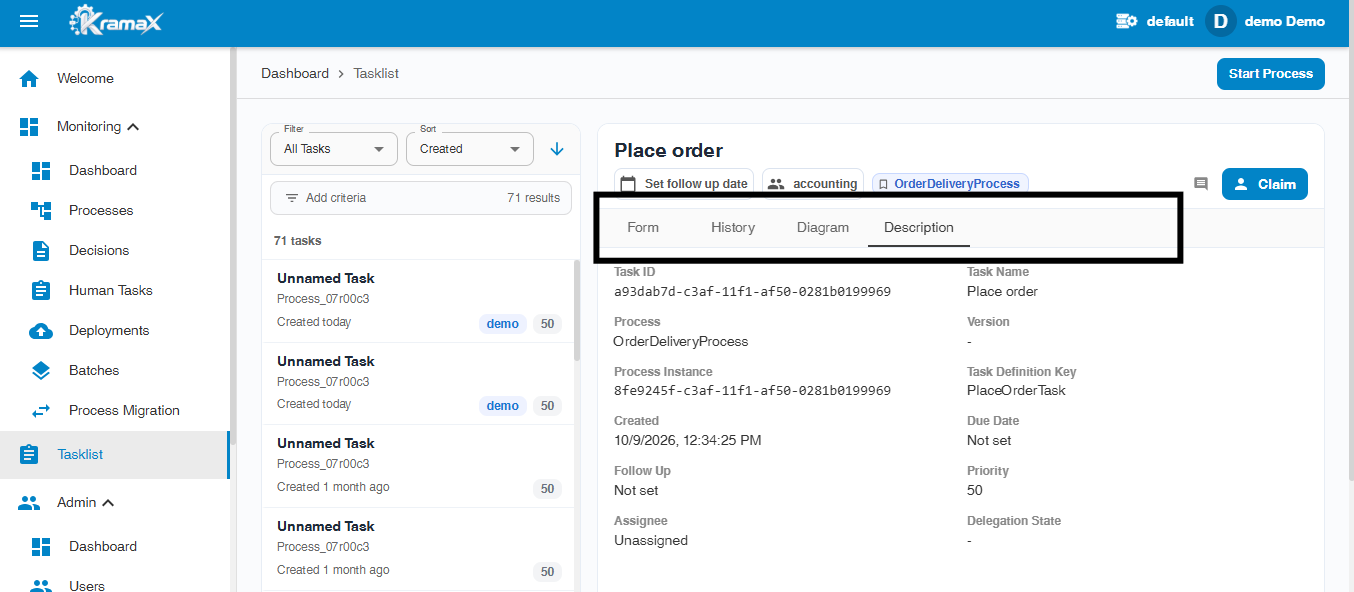 KramaX
default
D
demo Demo
Welcome
Monitoring
Dashboard
Processes
Decisions
Human Tasks
Deployments
Batches
Process Migration
Tasklist
Admin
Dashboard
Users
Dashboard > Tasklist
Start Process
Filter
All Tasks
Sort
Created
Add criteria
71 results
71 tasks
Unnamed Task
Process_07r00c3
Created today
demo
50
Unnamed Task
Process_07r00c3
Created today
demo
50
Unnamed Task
Process_07r00c3
Created 1 month ago
50
Unnamed Task
Process_07r00c3
Created 1 month ago
50
Place order
Set follow up date
accounting
OrderDeliveryProcess
Claim
Form
History
Diagram
Description
Task ID
a93dab7d-c3af-11f1-af50-0281b0199969
Task Name
Place order
Process
OrderDeliveryProcess
Version
-
Process Instance
8fe9245f-c3af-11f1-af50-0281b0199969
Task Definition Key
PlaceOrderTask
Created
10/9/2026, 12:34:25 PM
Due Date
Not set
Follow Up
Not set
Priority
50
Assignee
Unassigned
Delegation State
-